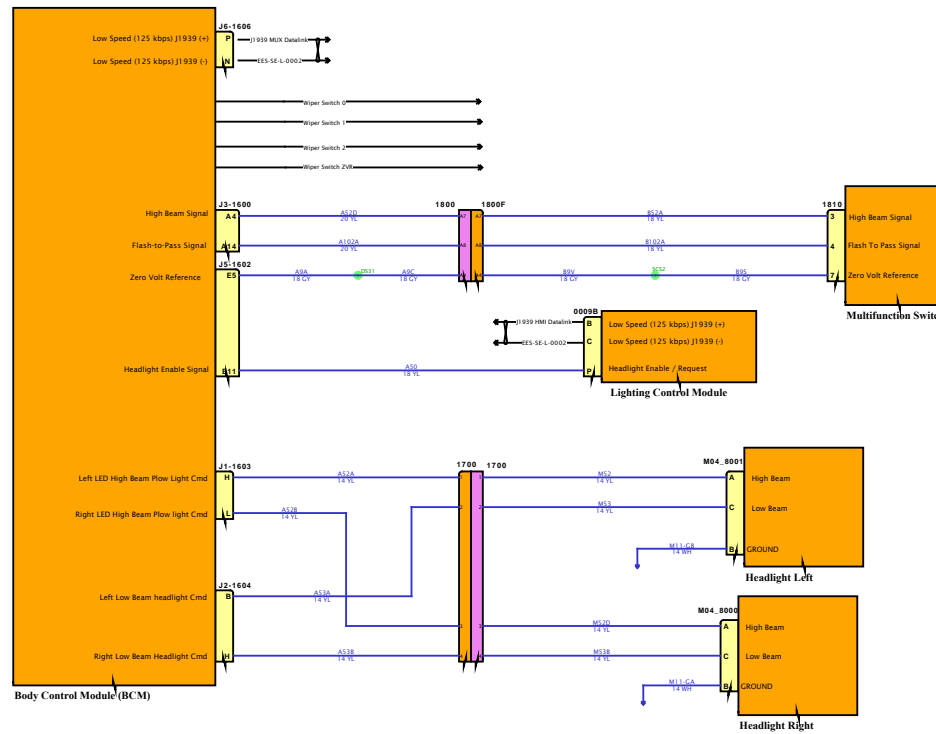 J6-1606
Low Speed (125 kbps) J1939 (+) P J1939 MUX Datalink
Low Speed (125 kbps) J1939 (-) N EES-SE-L-0002
Wiper Switch 0
Wiper Switch 1
Wiper Switch 2
Wiper Switch ZVR
J3-1600 1800 1800F 1810
High Beam Signal A4 A52D A7 A7 B52A 3 High Beam Signal
20 YL 18 YL
Flash-to-Pass Signal A14 A102A A8 A8 B102A 4 Flash To Pass Signal
20 YL 18 YL
J5-1602
Zero Volt Reference E5 A9A DS31 A9C B9V SC52 B9S 7 Zero Volt Reference
18 GY 18 GY 18 GY 18 GY
Multifunction Switc
0009B
J1939 HMI Datalink B Low Speed (125 kbps) J1939 (+)
EES-SE-L-0002 C Low Speed (125 kbps) J1939 (-)
Headlight Enable Signal B11 A50 P Headlight Enable / Request
18 YL
Lighting Control Module
J1-1603 1700 1700 M04_8001
Left LED High Beam Plow Light Cmd H A52A M52 A High Beam
14 YL 14 YL
Right LED High Beam Plow light Cmd L A52B 2 2 M53 C Low Beam
14 YL 14 YL
M11-GB B GROUND
14 WH
Headlight Left
J2-1604
Left Low Beam headlight Cmd B A53A
14 YL
M04_8000
3 3 M52D A High Beam
14 YL
Right Low Beam Headlight Cmd H A53B M53B C Low Beam
14 YL 14 YL
M11-GA B GROUND
14 WH
Body Control Module (BCM)
Headlight Right